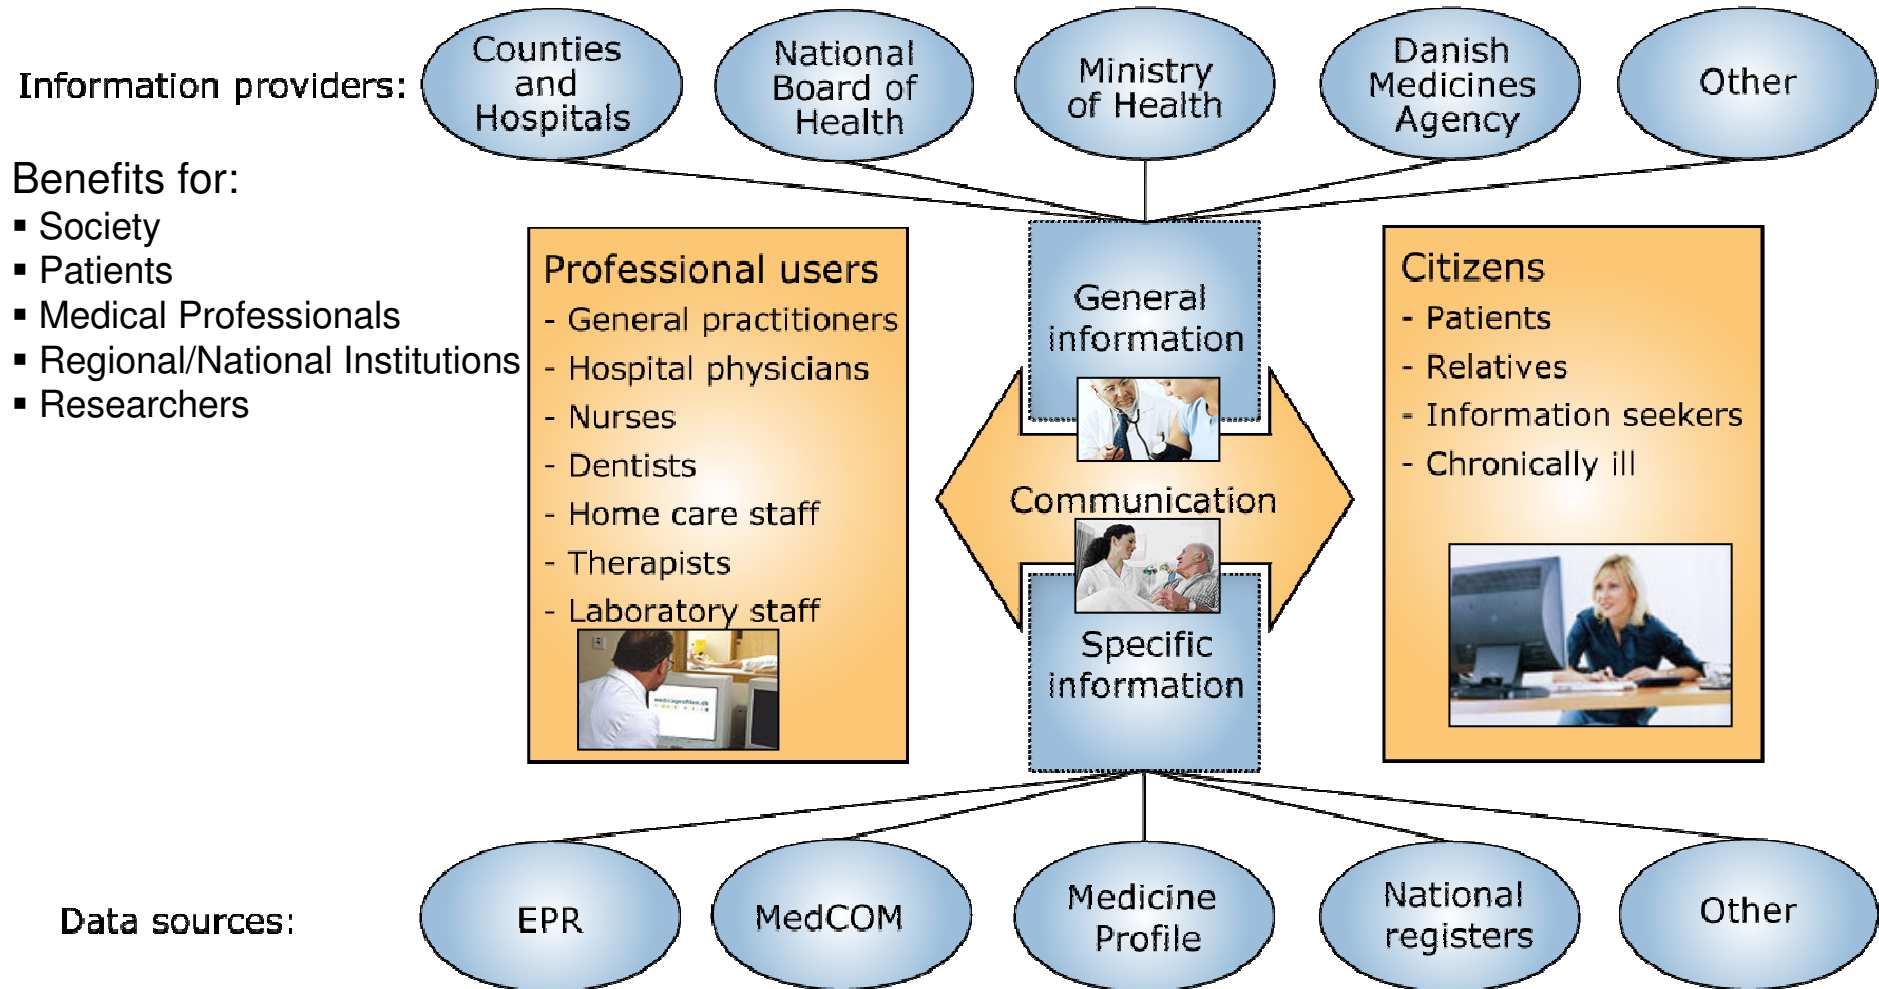 Information providers:
Counties
and
Hospitals
National
Board of
Health
Ministry
of Health
Danish
Medicines
Agency
Other
Benefits for:
▪ Society
▪ Patients
▪ Medical Professionals
▪ Regional/National Institutions
▪ Researchers
Professional users
- General practitioners
- Hospital physicians
- Nurses
- Dentists
- Home care staff
- Therapists
- Laboratory staff
medicinprofilen.dk
General
information
Communication
Specific
information
Citizens
- Patients
- Relatives
- Information seekers
- Chronically ill
Data sources:
EPR
MedCOM
Medicine
Profile
National
registers
Other